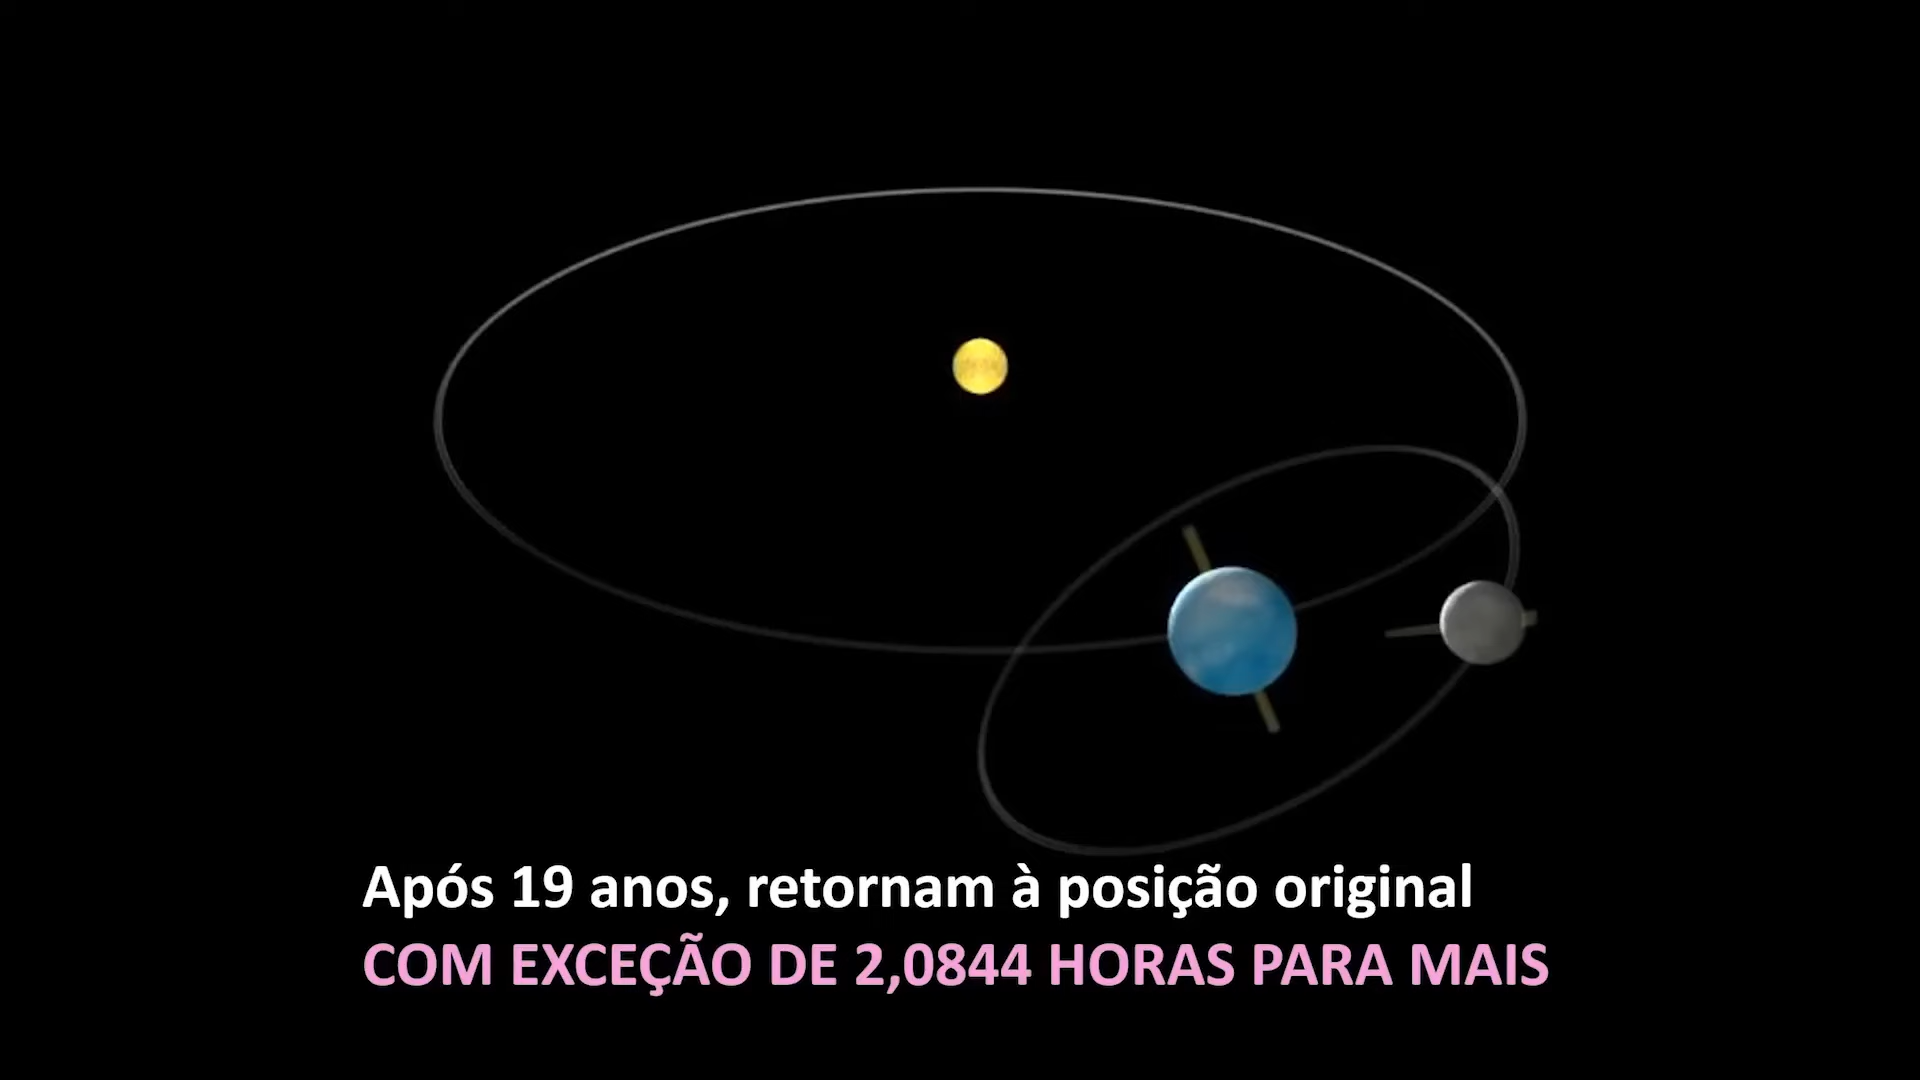 Após 19 anos, retornam à posição original
COM EXCEÇÃO DE 2,0844 HORAS PARA MAIS